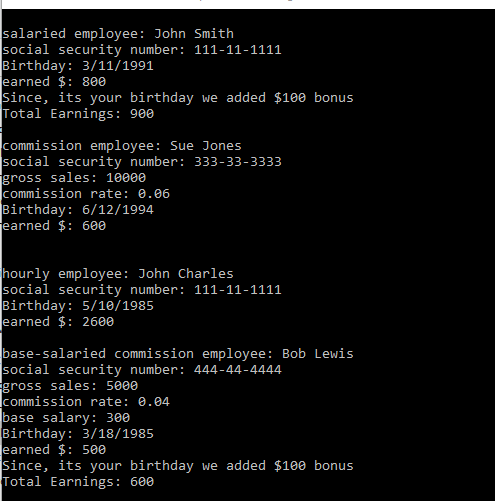 salaried employee: John Smith
social security number: 111-11-1111
Birthday: 3/11/1991
earned $: 800
Since, its your birthday we added $100 bonus
Total Earnings: 900
commission employee: Sue Jones
social security number: 333-33-3333
gross sales: 10000
commission rate: 0.06
Birthday: 6/12/1994
earned $: 600
hourly employee: John Charles
social security number: 111-11-1111
Birthday: 5/10/1985
earned $: 2600
base-salaried commission employee: Bob Lewis
social security number: 444-44-4444
gross sales: 5000
commission rate: 0.04
base salary: 300
Birthday: 3/18/1985
earned $: 500
Since, its your birthday we added $100 bonus
Total Earnings: 600